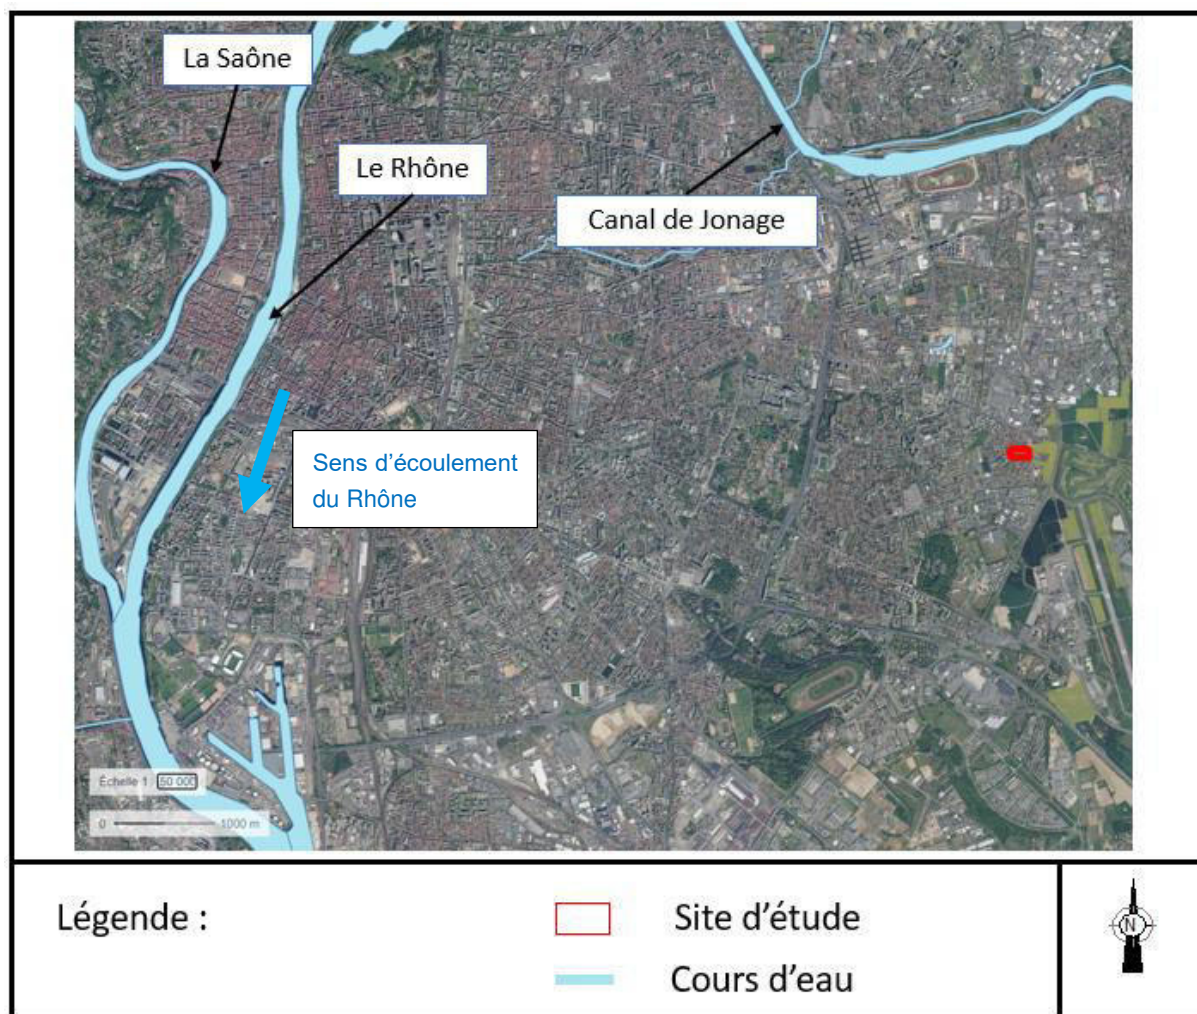 La Saône
Le Rhône
Canal de Jonage
Sens d'écoulement
du Rhône
Échelle 1 50 000
0 1000 m
Légende :
Site d'étude
Cours d'eau
N